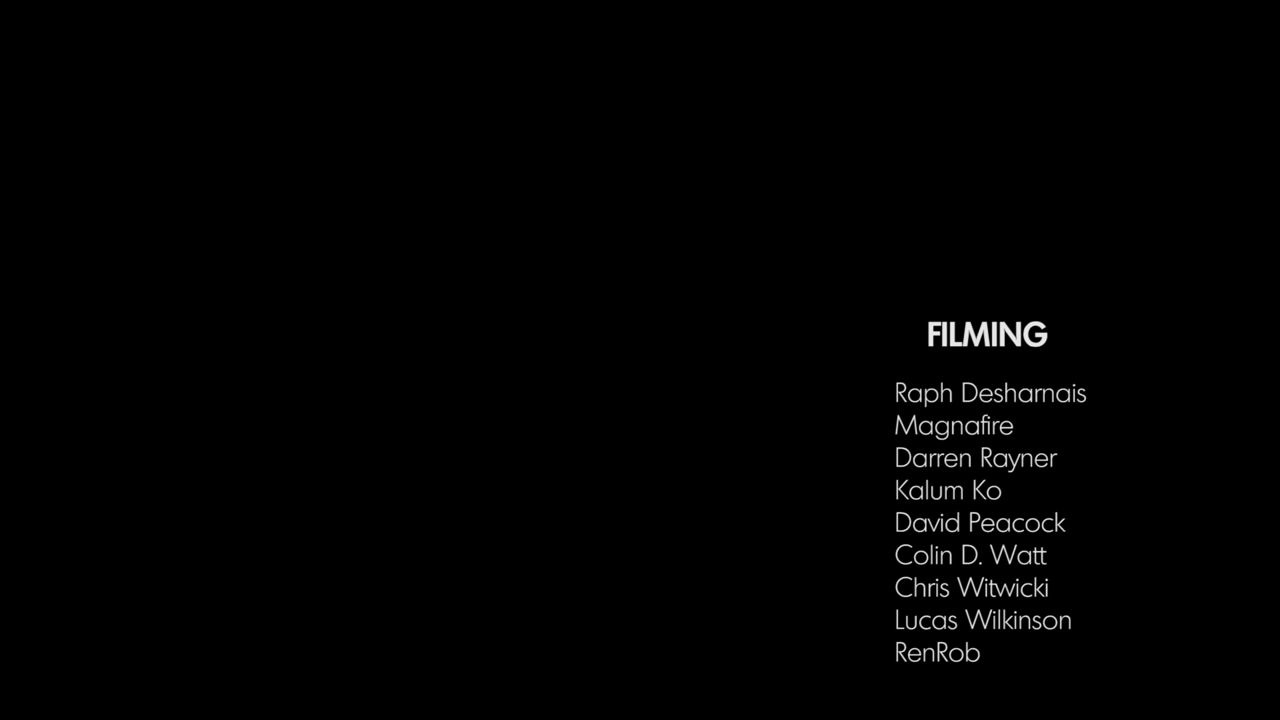 FILMING
Raph Desharnais
Magnafire
Darren Rayner
Kalum Ko
David Peacock
Colin D. Watt
Chris Witwicki
Lucas Wilkinson
RenRob